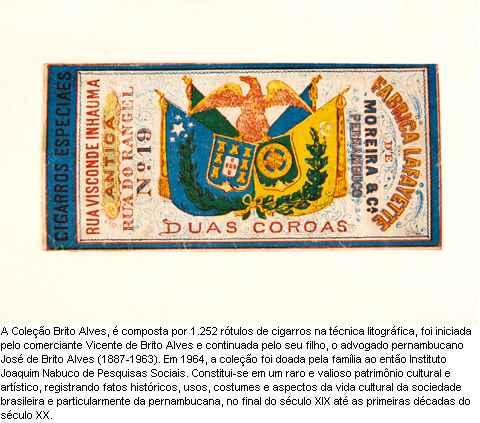 CIGARROS ESPECIAES
RUA VISCONDE INHAUMA
ANTIGA
RUA DO RANGEL
Nº 19
DUAS COROAS
FABRICA LAFAYETTE
DE
MOREIRA & Cª
PERNANBUCO
A Coleção Brito Alves, é composta por 1.252 rótulos de cigarros na técnica litográfica, foi iniciada
pelo comerciante Vicente de Brito Alves e continuada pelo seu filho, o advogado pernambucano
José de Brito Alves (1887-1963). Em 1964, a coleção foi doada pela família ao então Instituto
Joaquim Nabuco de Pesquisas Sociais. Constitui-se em um raro e valioso patrimônio cultural e
artístico, registrando fatos históricos, usos, costumes e aspectos da vida cultural da sociedade
brasileira e particularmente da pernambucana, no final do século XIX até as primeiras décadas do
século XX.